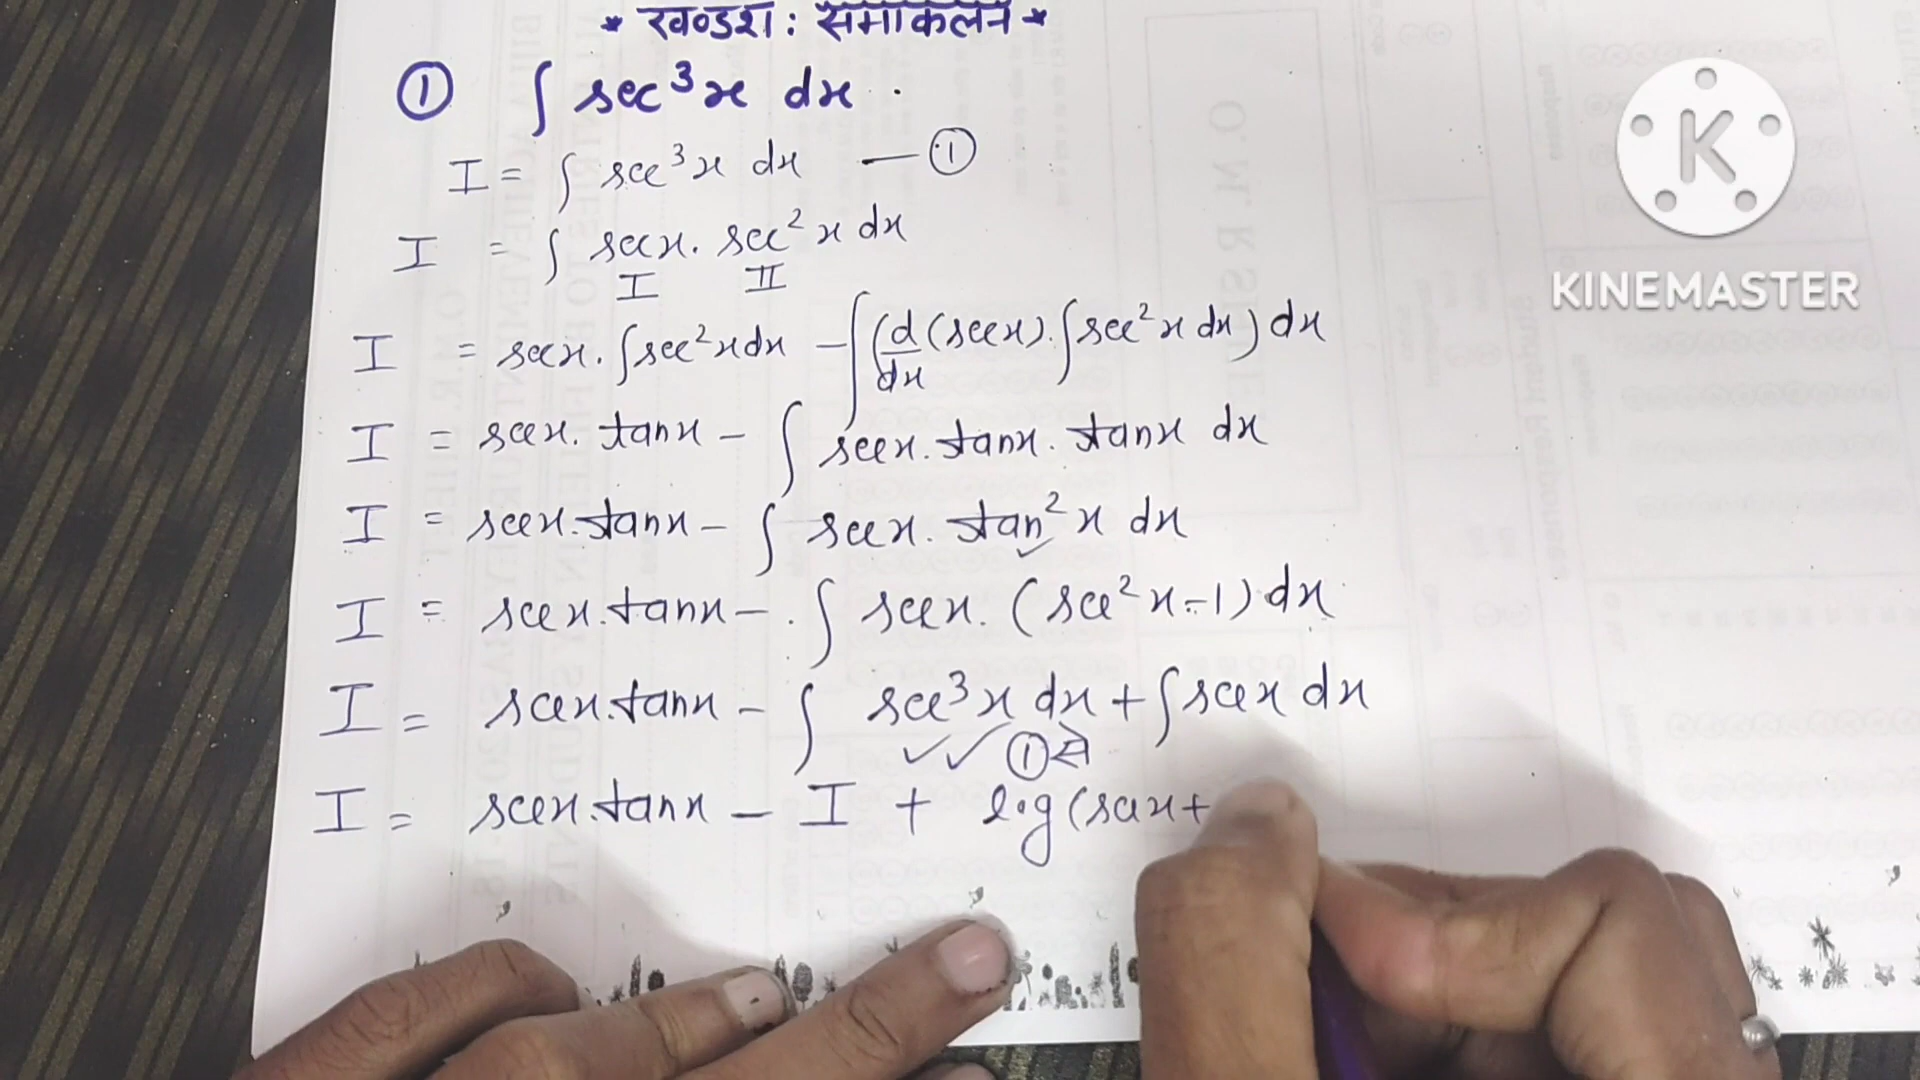 * खण्डशः समाकलन *
① ∫ sec³x dx .
I = ∫ sec³x dx — ①
I = ∫ secx. sec²x dx
I II
I = secx. ∫sec²x dx - ∫(d/dx (secx). ∫sec²x dx) dx
I = secx. tanx - ∫ secx. tanx. tanx dx
I = secx. tanx - ∫ secx. tan²x dx
I = secx. tanx - ∫ secx. (sec²x - 1) dx
I = secx. tanx - ∫ sec³x dx + ∫ secx dx
① से
I = secx. tanx - I + log (secx +
K
KINEMASTER